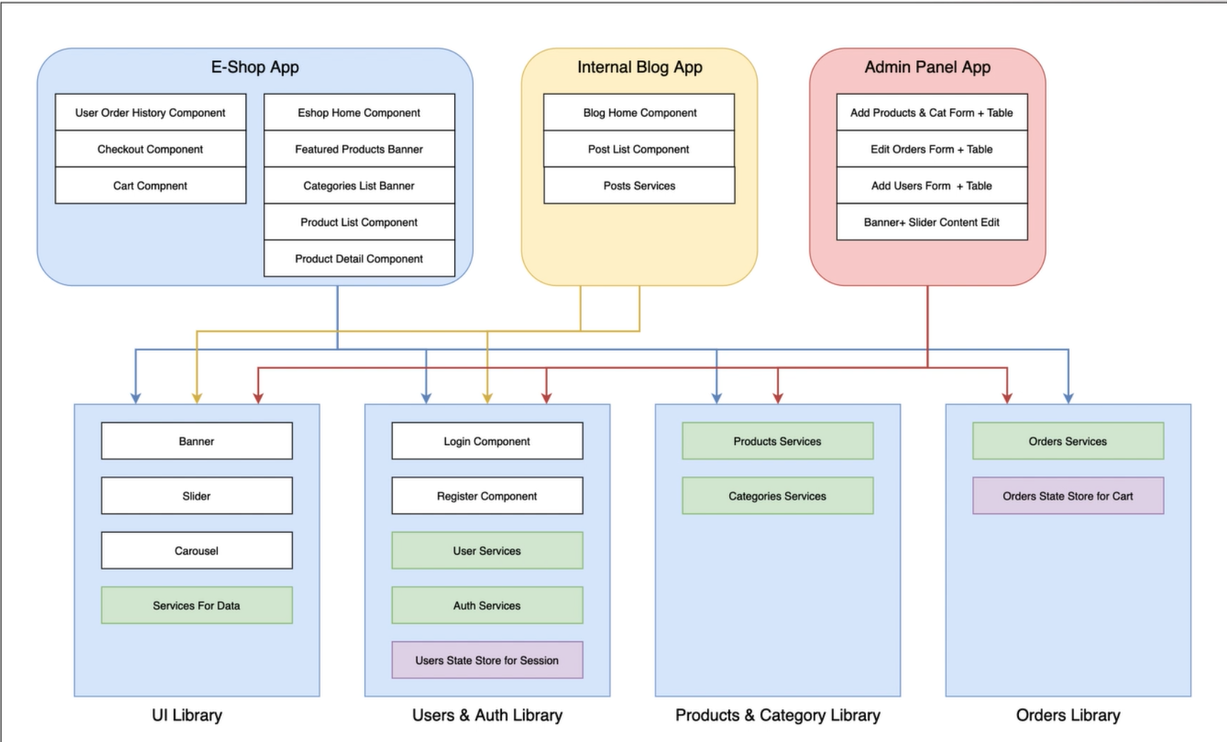 E-Shop App
User Order History Component
Checkout Component
Cart Compnent
Eshop Home Component
Featured Products Banner
Categories List Banner
Product List Component
Product Detail Component
Internal Blog App
Blog Home Component
Post List Component
Posts Services
Admin Panel App
Add Products & Cat Form + Table
Edit Orders Form + Table
Add Users Form + Table
Banner+ Slider Content Edit
Banner
Slider
Carousel
Services For Data
UI Library
Login Component
Register Component
User Services
Auth Services
Users State Store for Session
Users & Auth Library
Products Services
Categories Services
Products & Category Library
Orders Services
Orders State Store for Cart
Orders Library